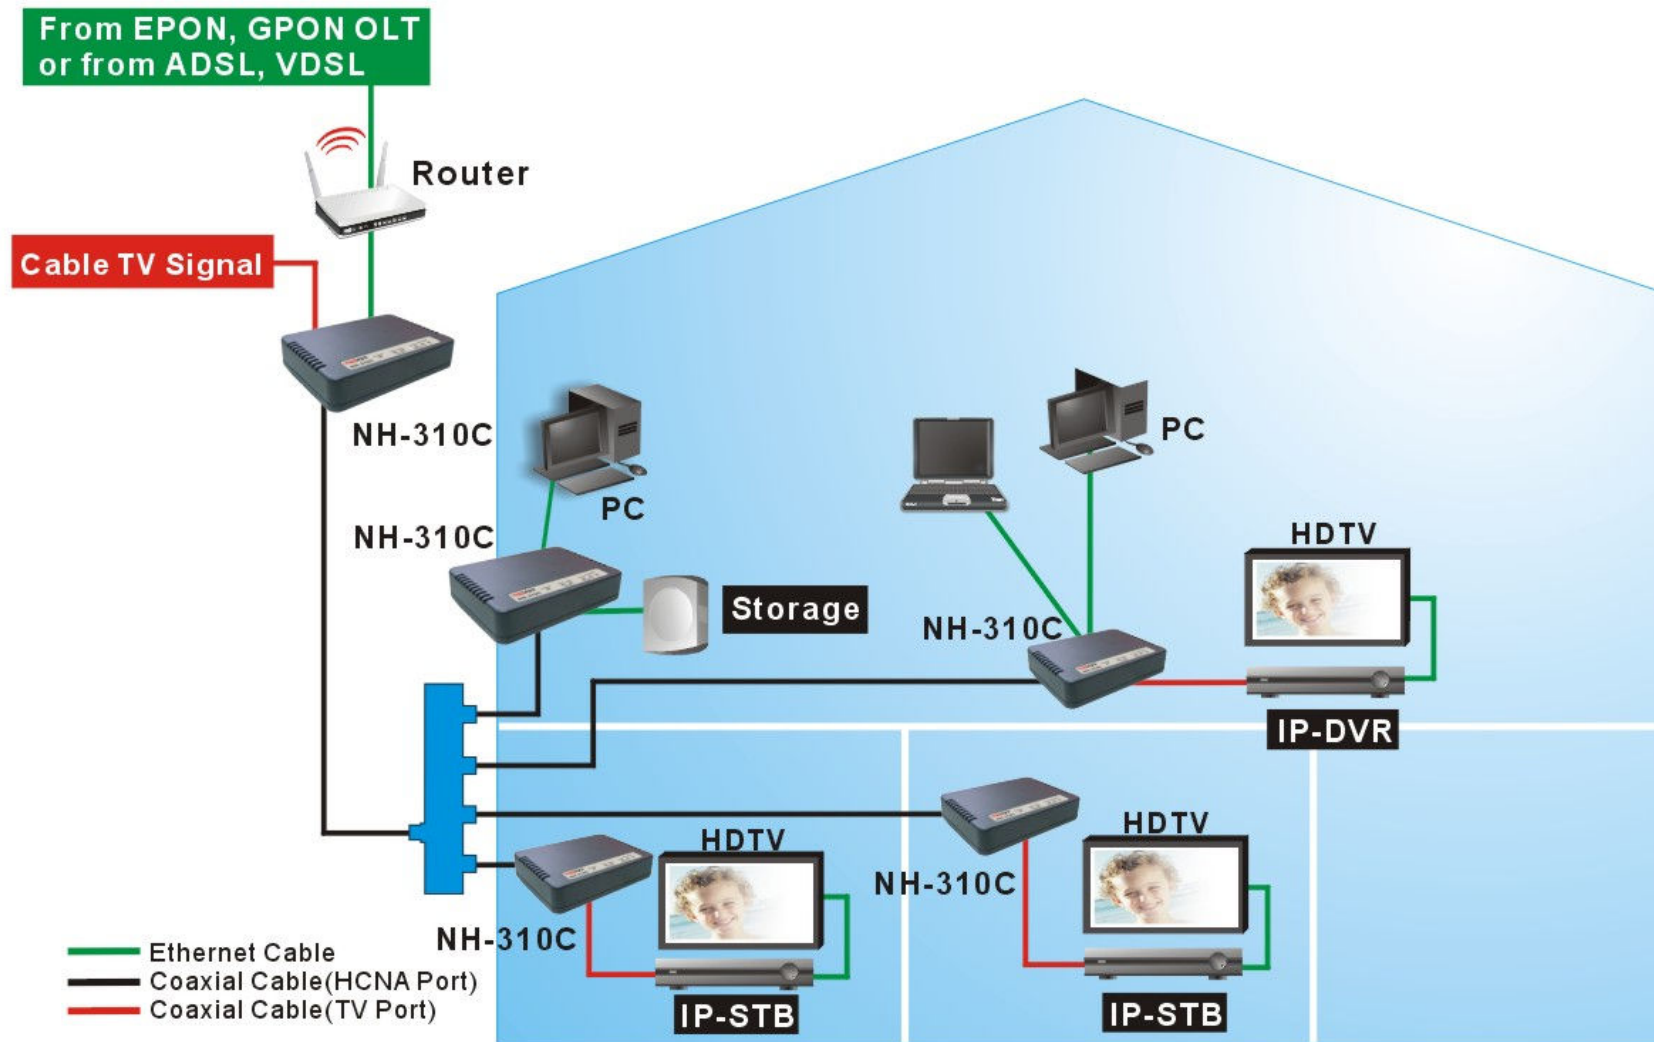 From EPON, GPON OLT
or from ADSL, VDSL
Router
Cable TV Signal
NH-310C
PC
NH-310C
PC
HDTV
Storage
NH-310C
IP-DVR
HDTV
HDTV
NH-310C
NH-310C
Ethernet Cable
Coaxial Cable(HCNA Port)
Coaxial Cable(TV Port)
IP-STB
IP-STB